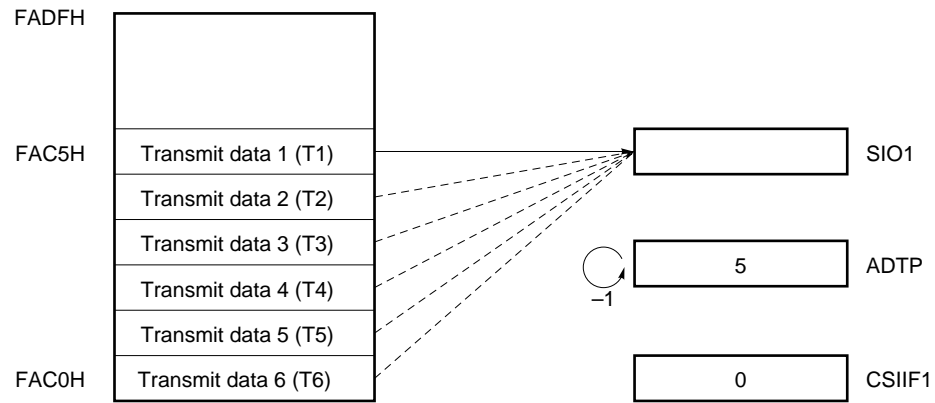 FADFH
FAC5H Transmit data 1 (T1) SIO1
Transmit data 2 (T2)
Transmit data 3 (T3) 5 ADTP
Transmit data 4 (T4) –1
Transmit data 5 (T5)
FAC0H Transmit data 6 (T6) 0 CSIIF1